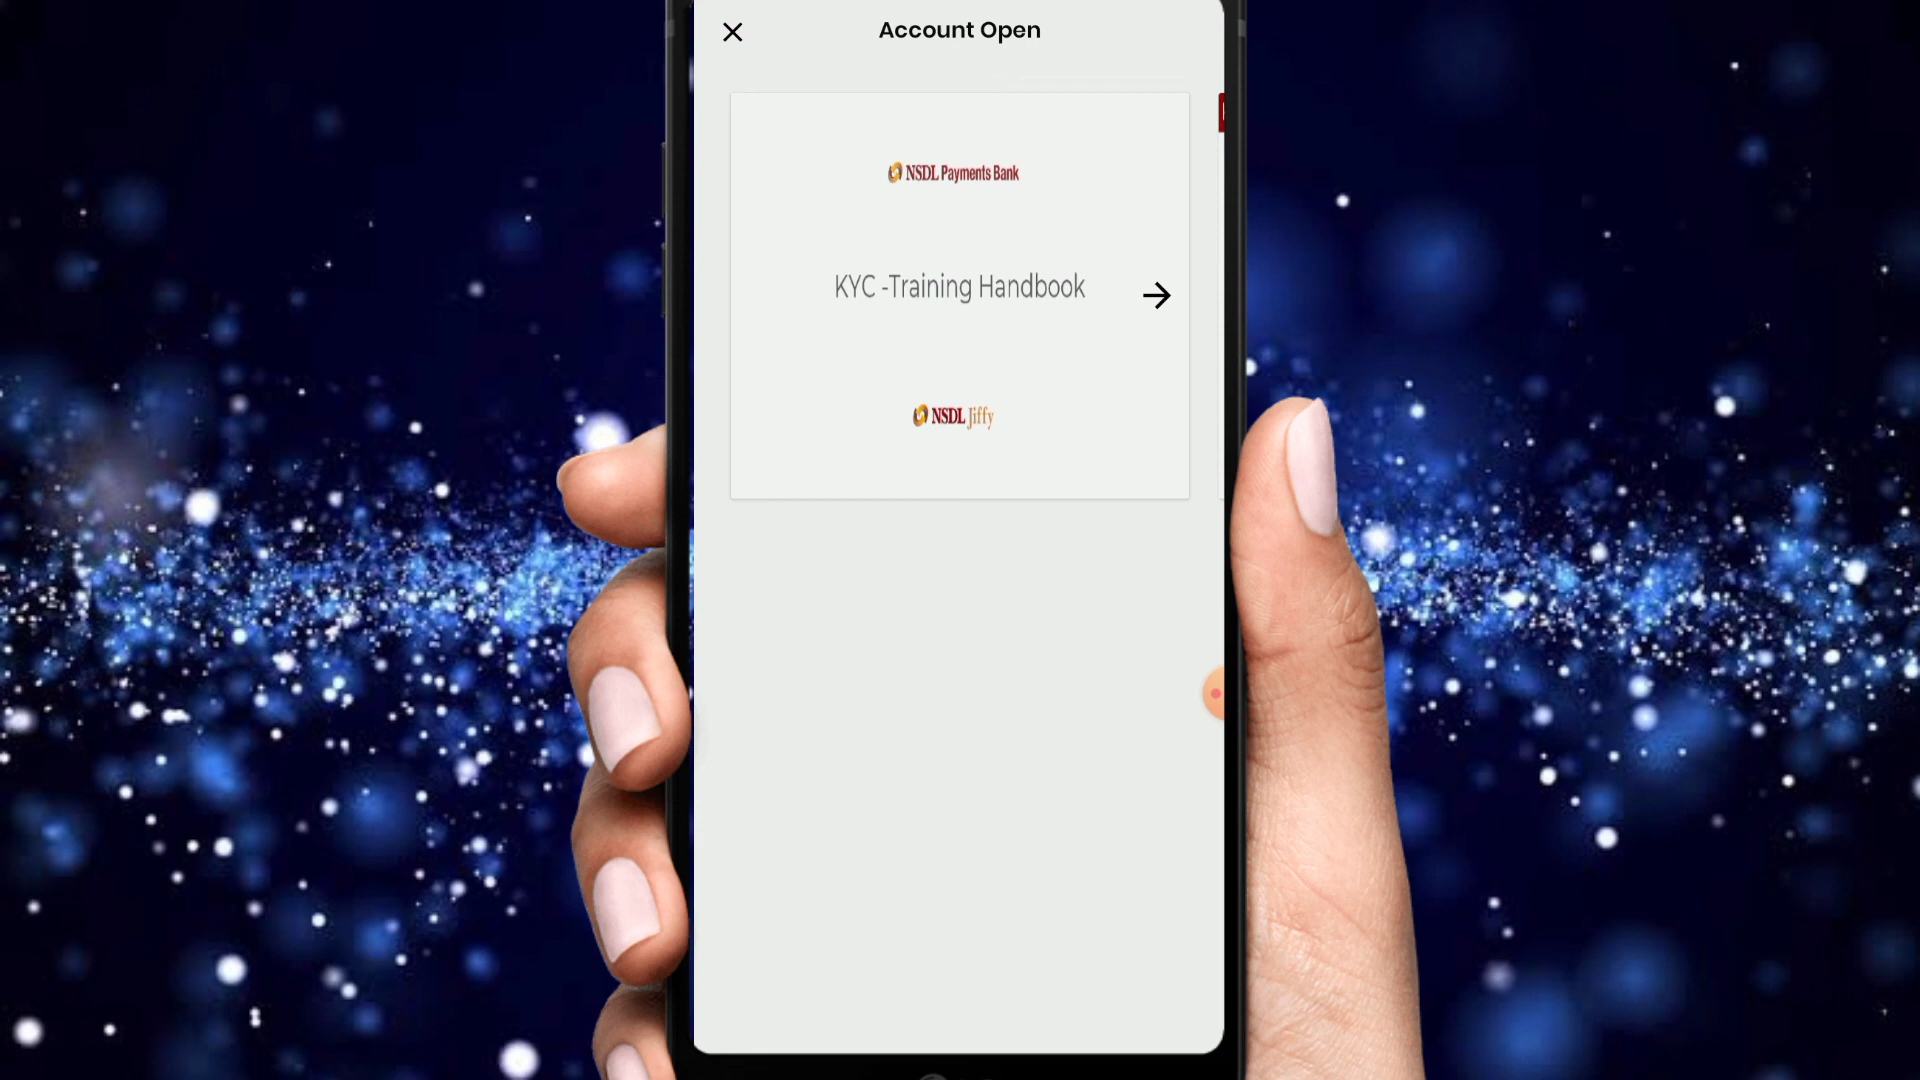 Account Open
NSDL Payments Bank
KYC -Training Handbook
NSDL Jiffy